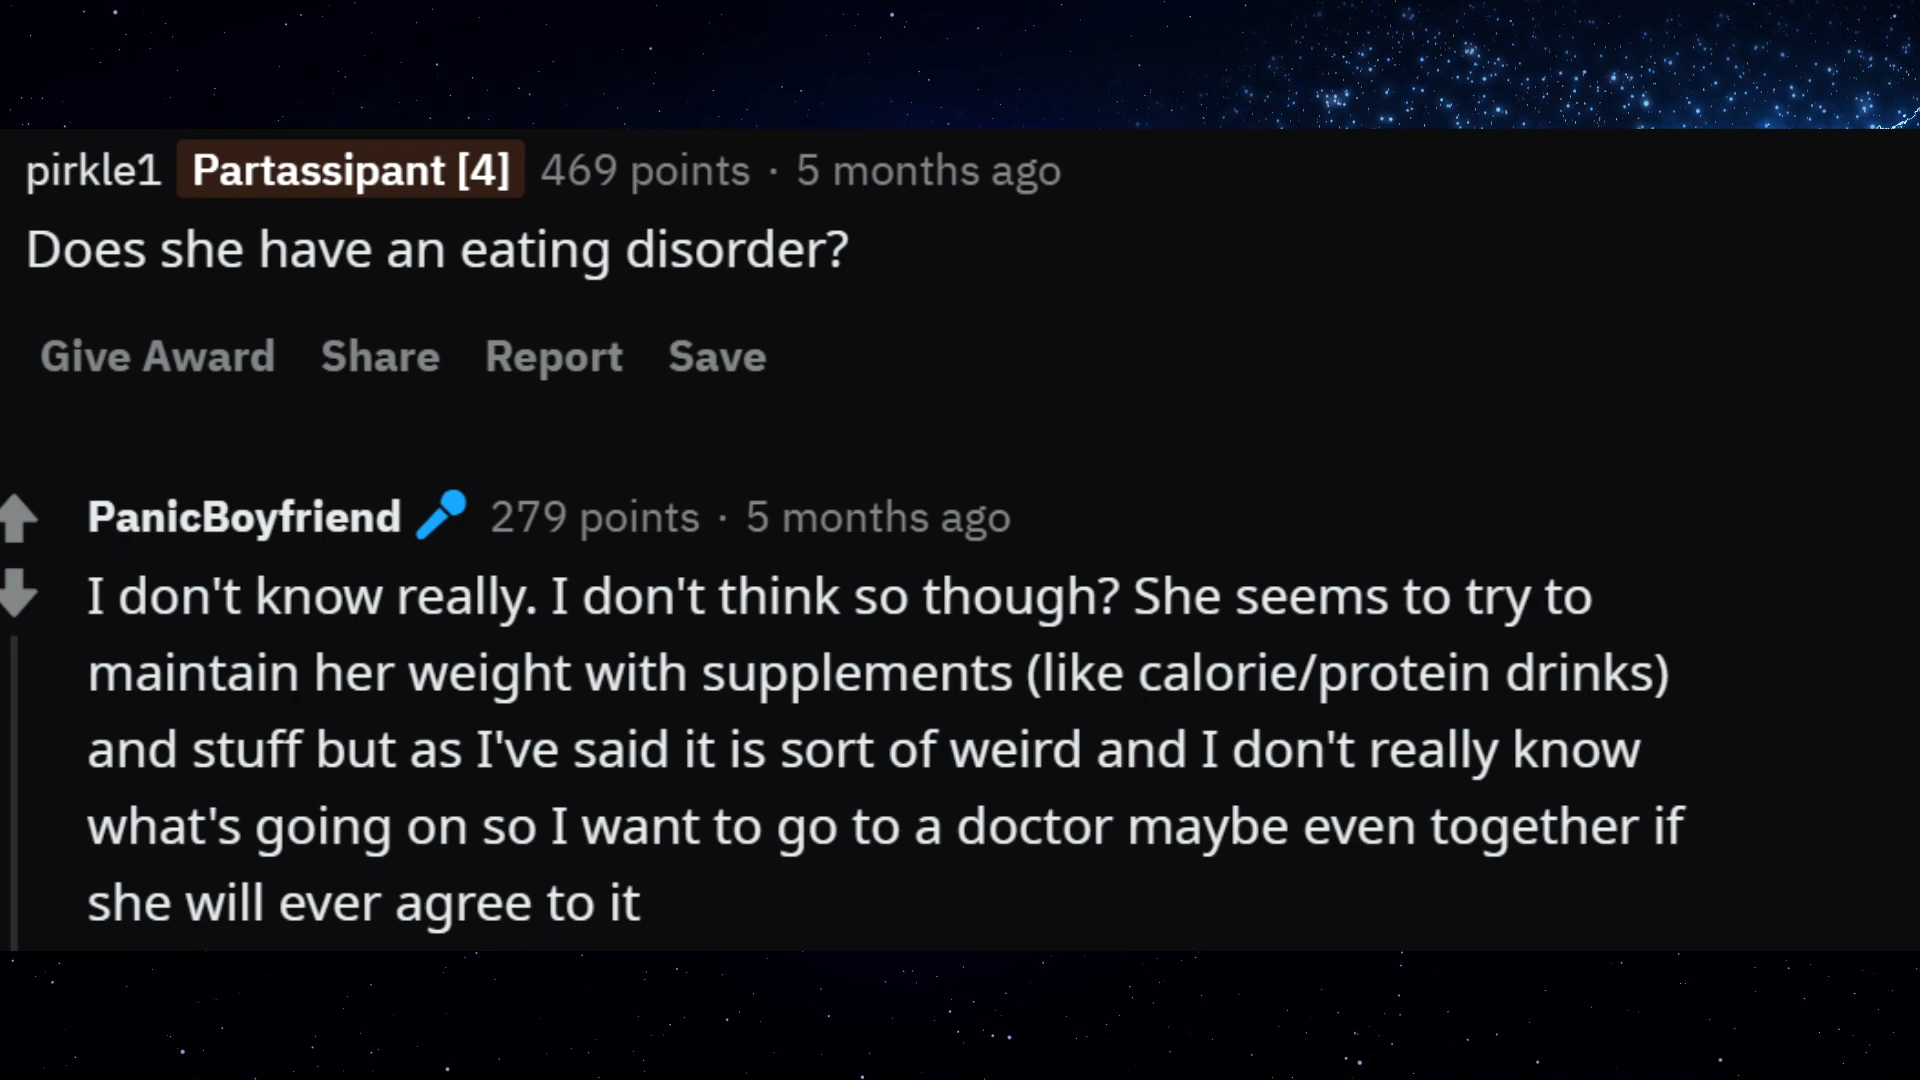 pirkle1 Partassipant [4] 469 points · 5 months ago
Does she have an eating disorder?
Give Award Share Report Save
PanicBoyfriend 279 points · 5 months ago
I don't know really. I don't think so though? She seems to try to
maintain her weight with supplements (like calorie/protein drinks)
and stuff but as I've said it is sort of weird and I don't really know
what's going on so I want to go to a doctor maybe even together if
she will ever agree to it